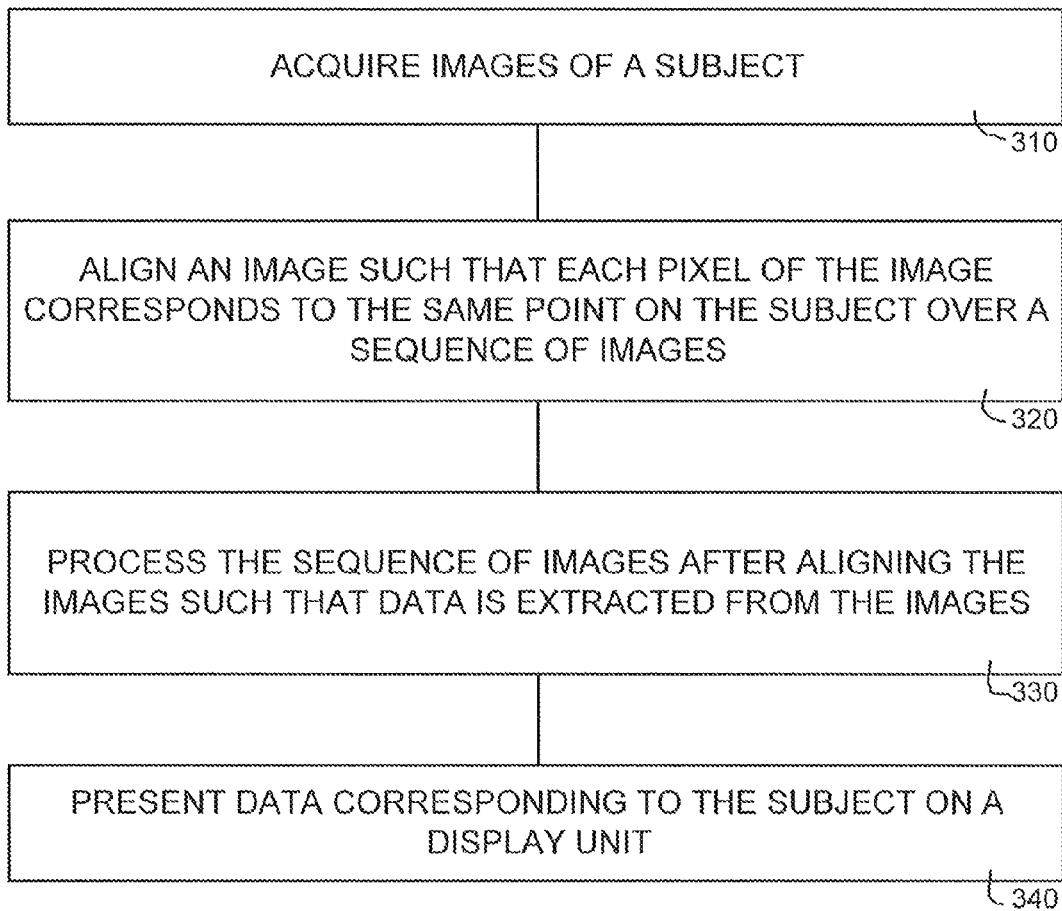 ACQUIRE IMAGES OF A SUBJECT
310
ALIGN AN IMAGE SUCH THAT EACH PIXEL OF THE IMAGE
CORRESPONDS TO THE SAME POINT ON THE SUBJECT OVER A
SEQUENCE OF IMAGES
320
PROCESS THE SEQUENCE OF IMAGES AFTER ALIGNING THE
IMAGES SUCH THAT DATA IS EXTRACTED FROM THE IMAGES
330
PRESENT DATA CORRESPONDING TO THE SUBJECT ON A
DISPLAY UNIT
340